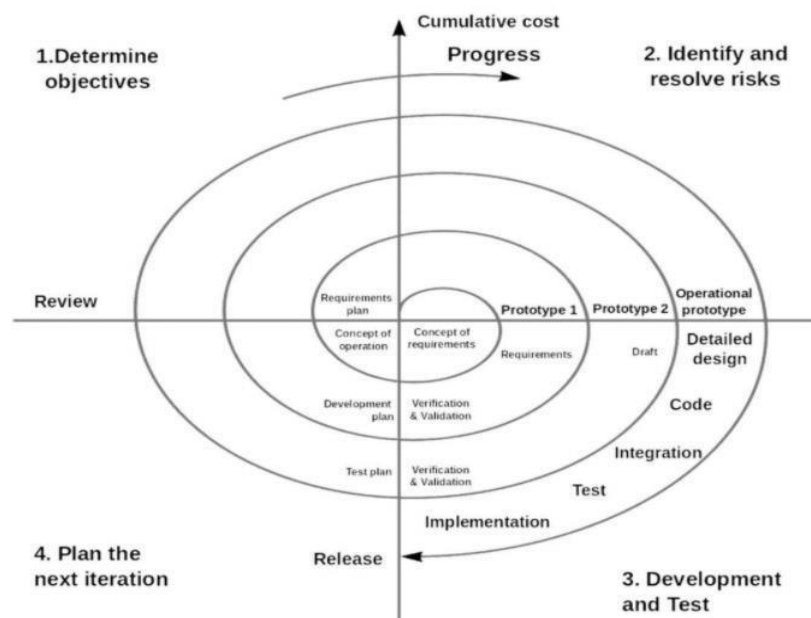 Cumulative cost
1.Determine
objectives
Progress
2. Identify and
resolve risks
Review
Requirements
plan
Prototype 1
Prototype 2
Operational
prototype
Concept of
operation
Concept of
requirements
Requirements
Draft
Detailed
design
Development
plan
Verification
& Validation
Code
Integration
Test plan
Verification
& Validation
Test
Implementation
Release
4. Plan the
next iteration
3. Development
and Test